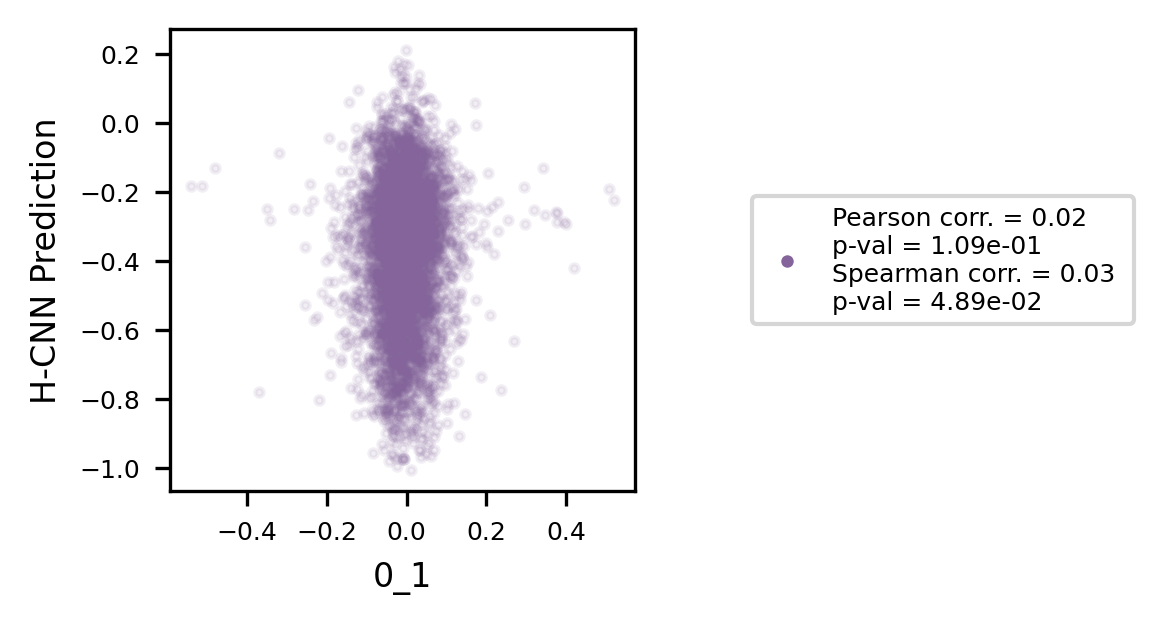 H-CNN Prediction
0.2
0.0
−0.2
−0.4
−0.6
−0.8
−1.0
−0.4 −0.2 0.0 0.2 0.4
0_1
Pearson corr. = 0.02
p-val = 1.09e-01
Spearman corr. = 0.03
p-val = 4.89e-02